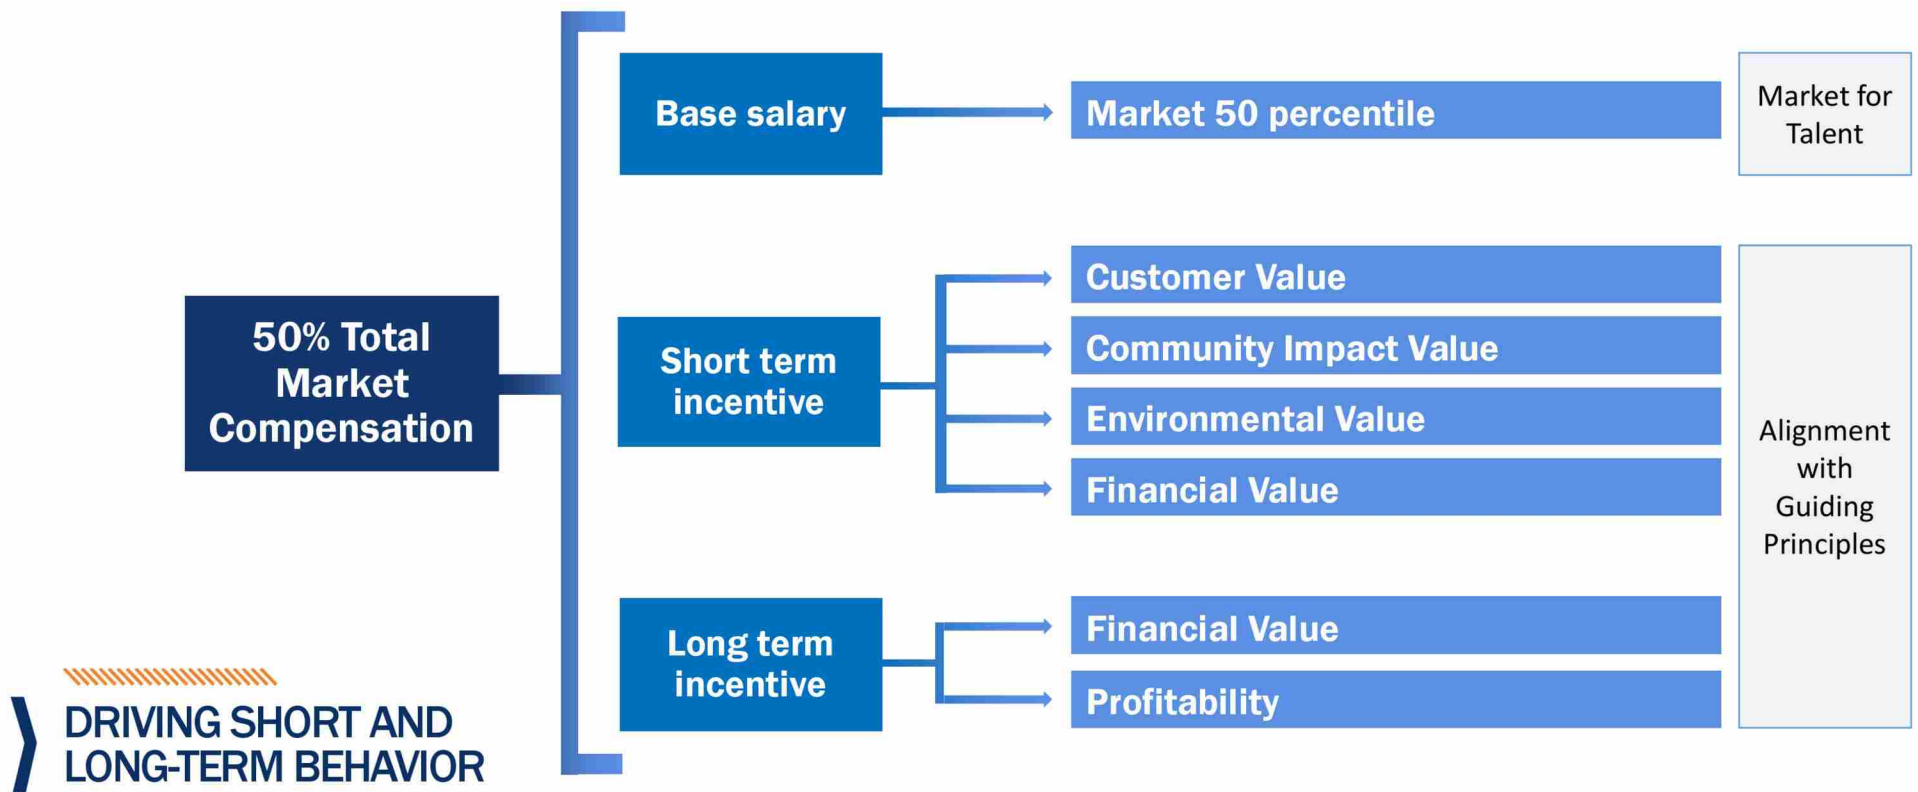 50% Total
Market
Compensation
Base salary
Market 50 percentile
Market for
Talent
Short term
incentive
Customer Value
Community Impact Value
Environmental Value
Financial Value
Long term
incentive
Financial Value
Profitability
Alignment
with
Guiding
Principles
DRIVING SHORT AND
LONG-TERM BEHAVIOR